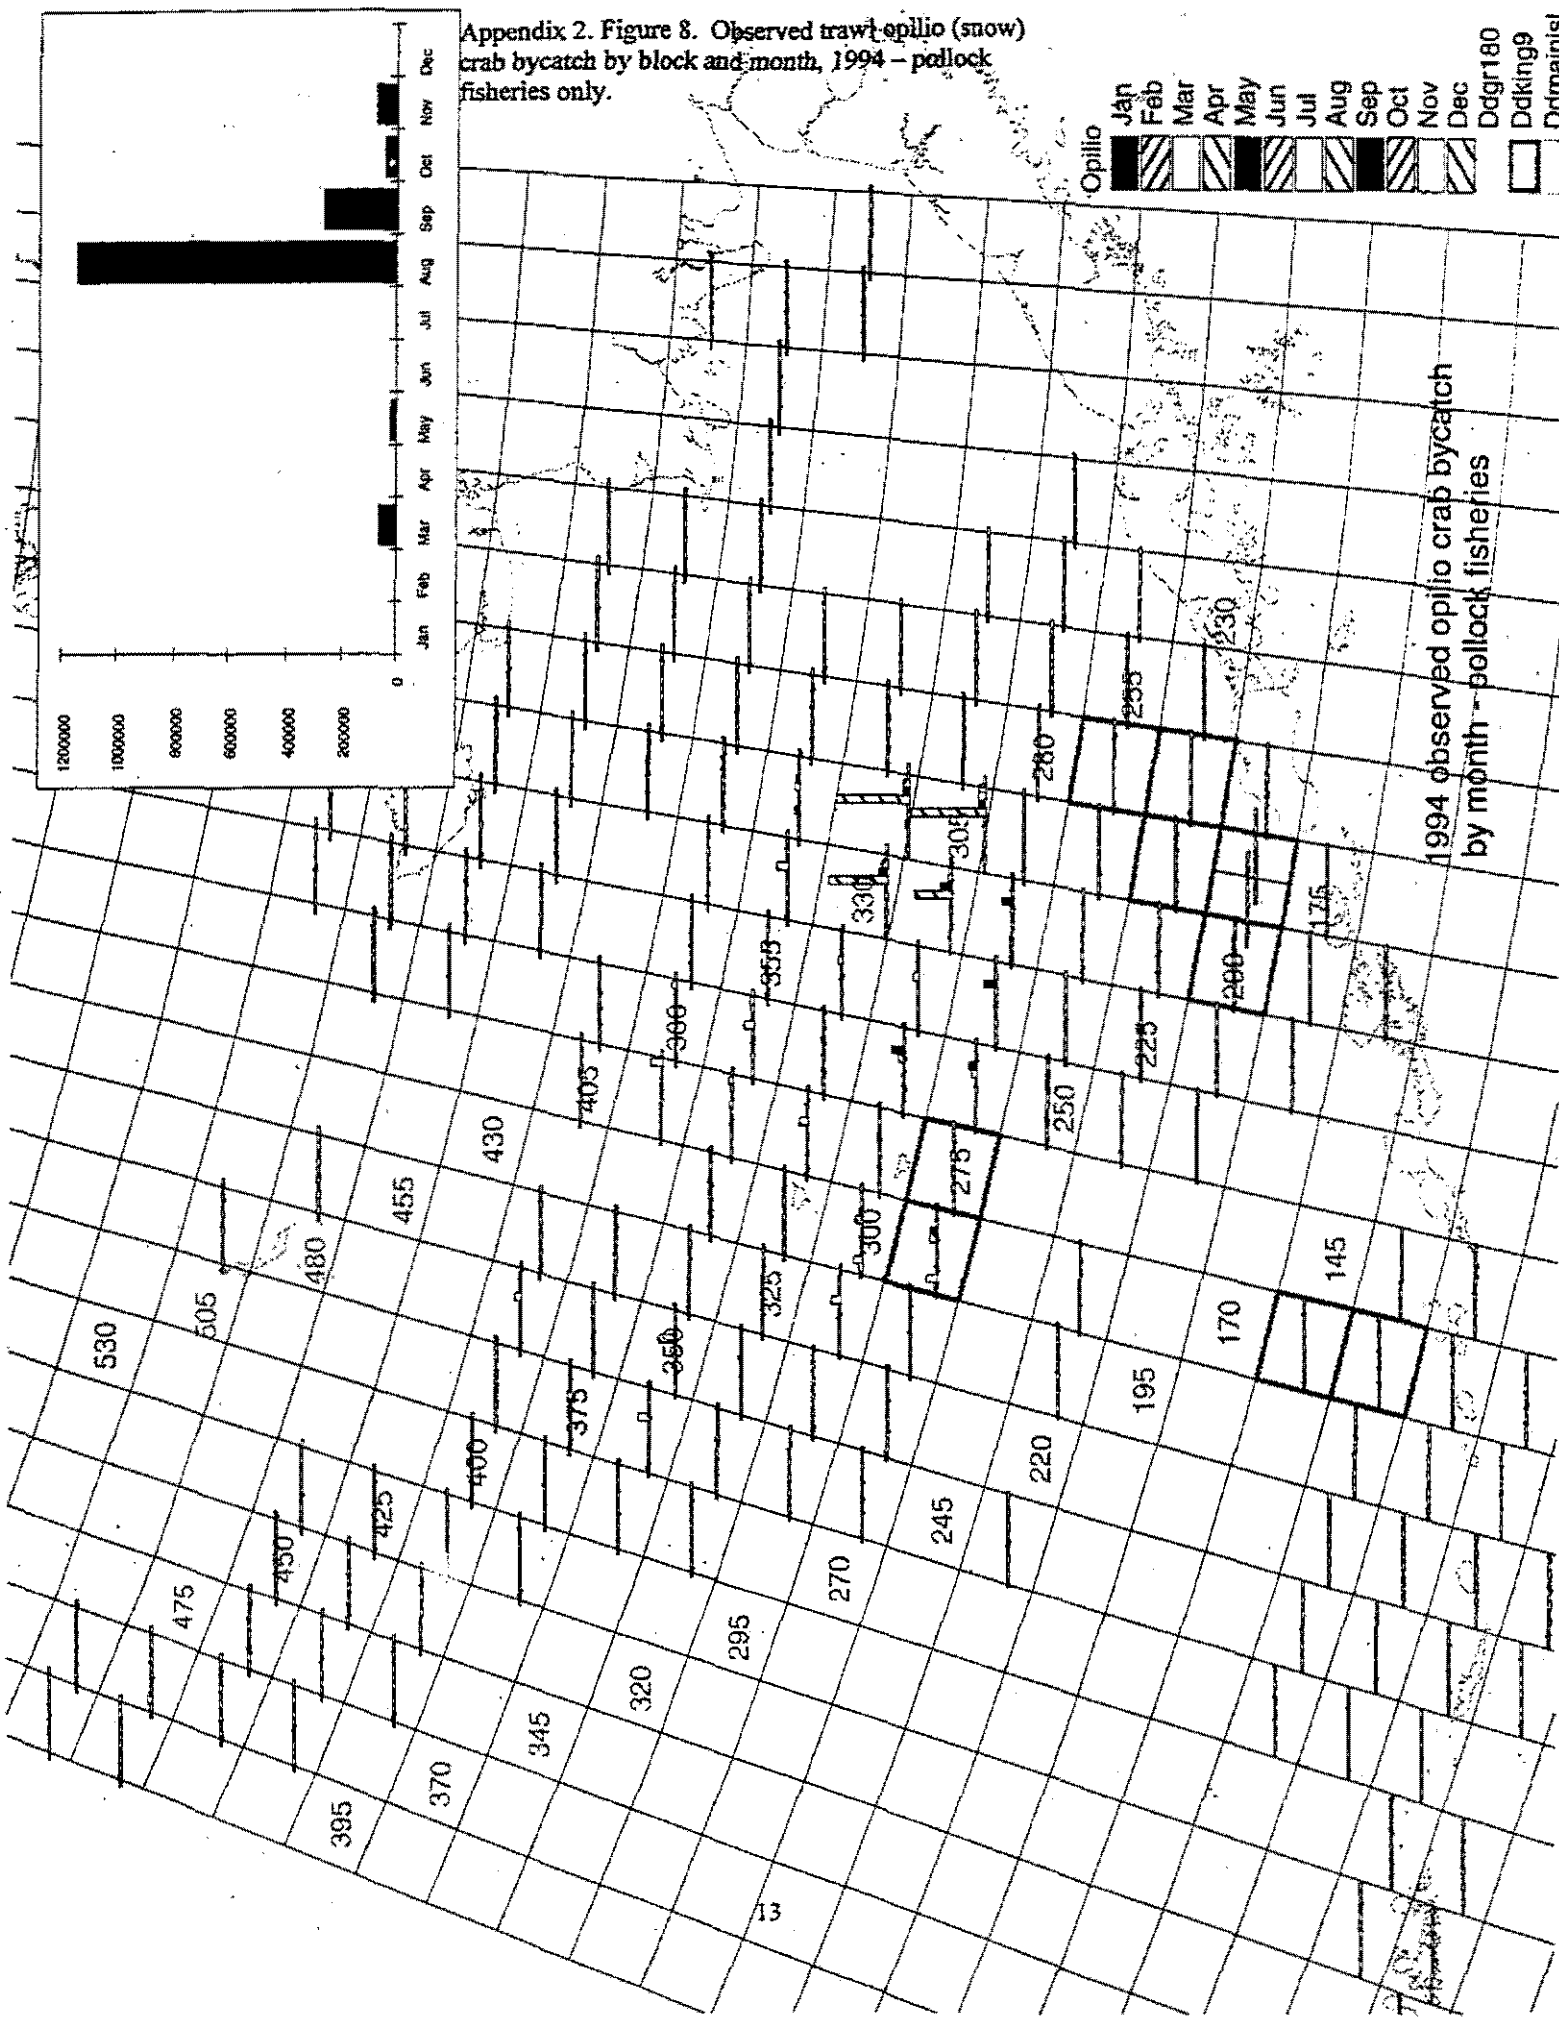 Appendix 2. Figure 8. Observed trawl opilio (snow)
crab bycatch by block and month, 1994 – pollock
fisheries only.
1200000
1000000
800000
600000
400000
200000
0
Jan
Feb
Mar
Apr
May
Jun
Jul
Aug
Sep
Oct
Nov
Dec
Opilio
Jan
Feb
Mar
Apr
May
Jun
Jul
Aug
Sep
Oct
Nov
Dec
Ddgr180
Ddking9
1994 observed opilio crab bycatch
by month - pollock fisheries
530
505
480
455
430
405
355
330
305
280
255
230
475
450
425
400
375
350
325
300
275
250
225
200
175
395
370
345
320
295
270
245
220
195
170
145
13